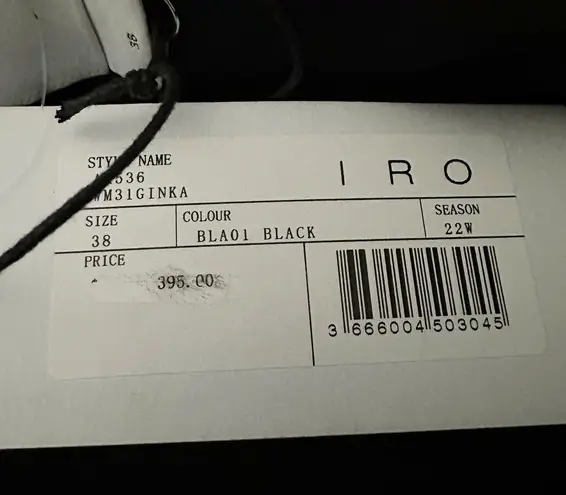 38
STYLE NAME
536
WM31GINKA
IRO
SIZE
38
COLOUR
BLA01 BLACK
SEASON
22W
PRICE
395.00
3 666004 503045